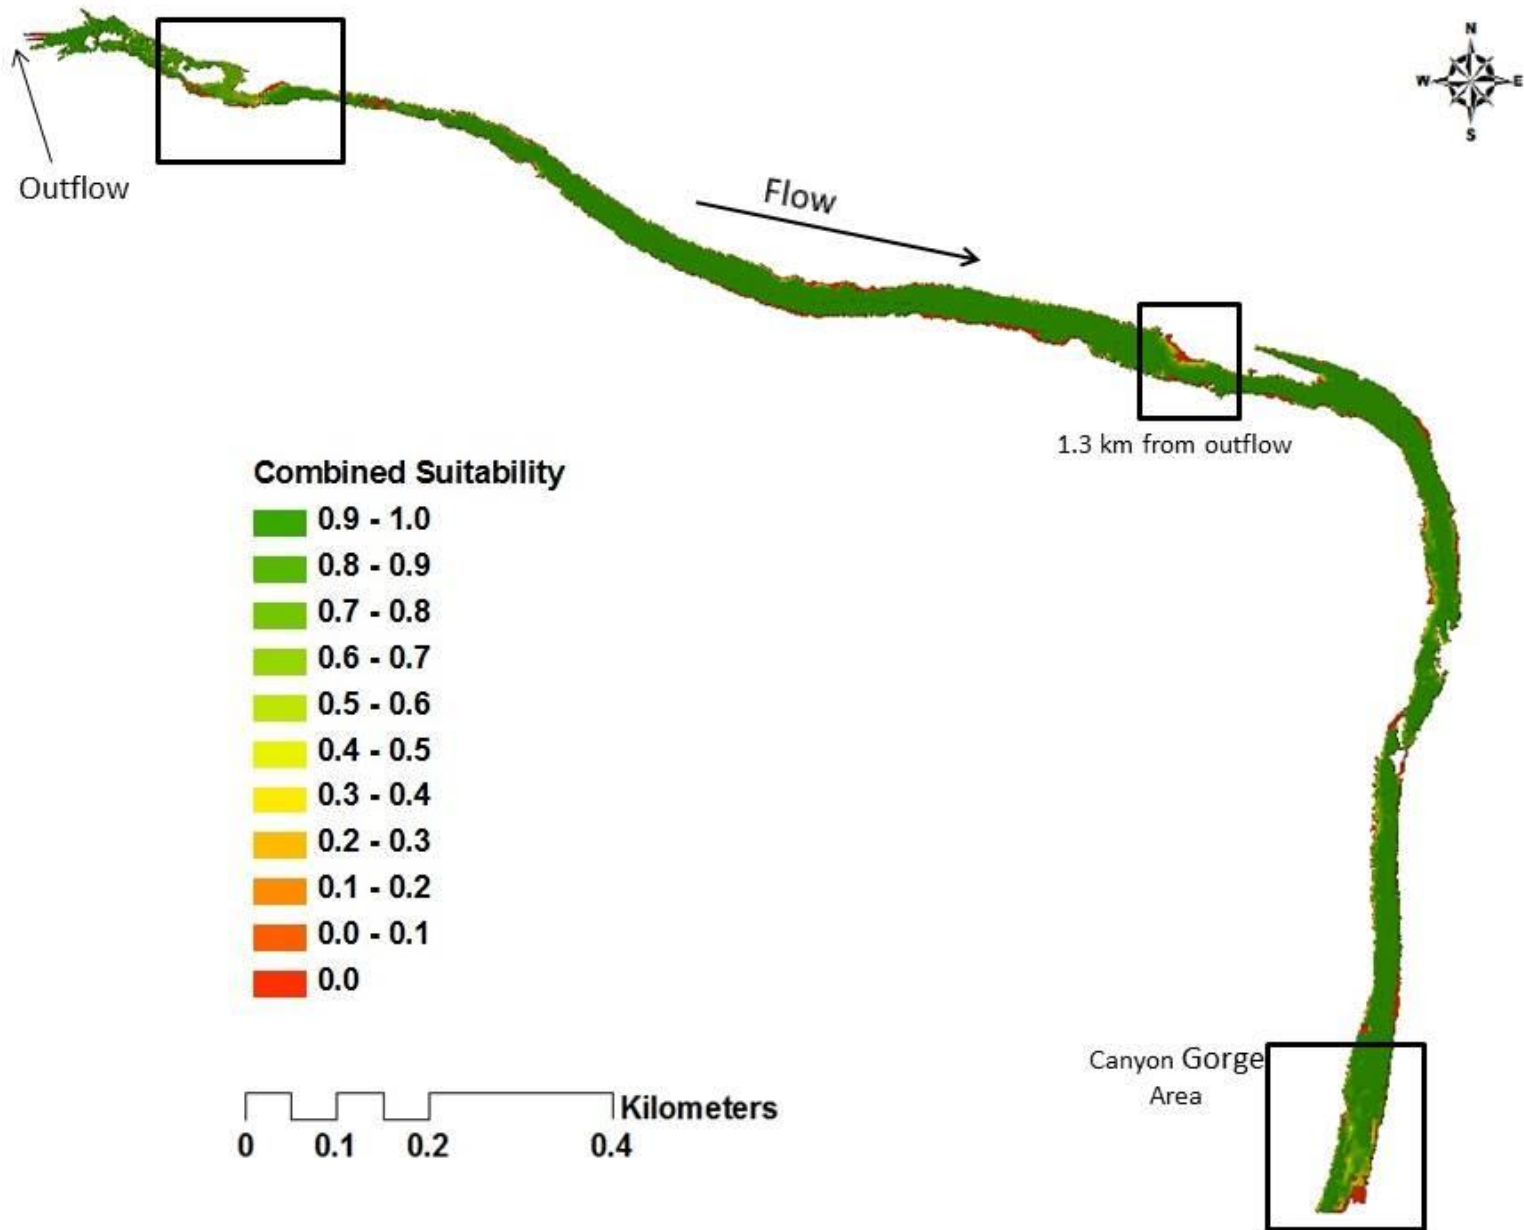 N
W E
S
Outflow
Flow
1.3 km from outflow
Combined Suitability
0.9 - 1.0
0.8 - 0.9
0.7 - 0.8
0.6 - 0.7
0.5 - 0.6
0.4 - 0.5
0.3 - 0.4
0.2 - 0.3
0.1 - 0.2
0.0 - 0.1
0.0
Canyon Gorge
Area
Kilometers
0 0.1 0.2 0.4